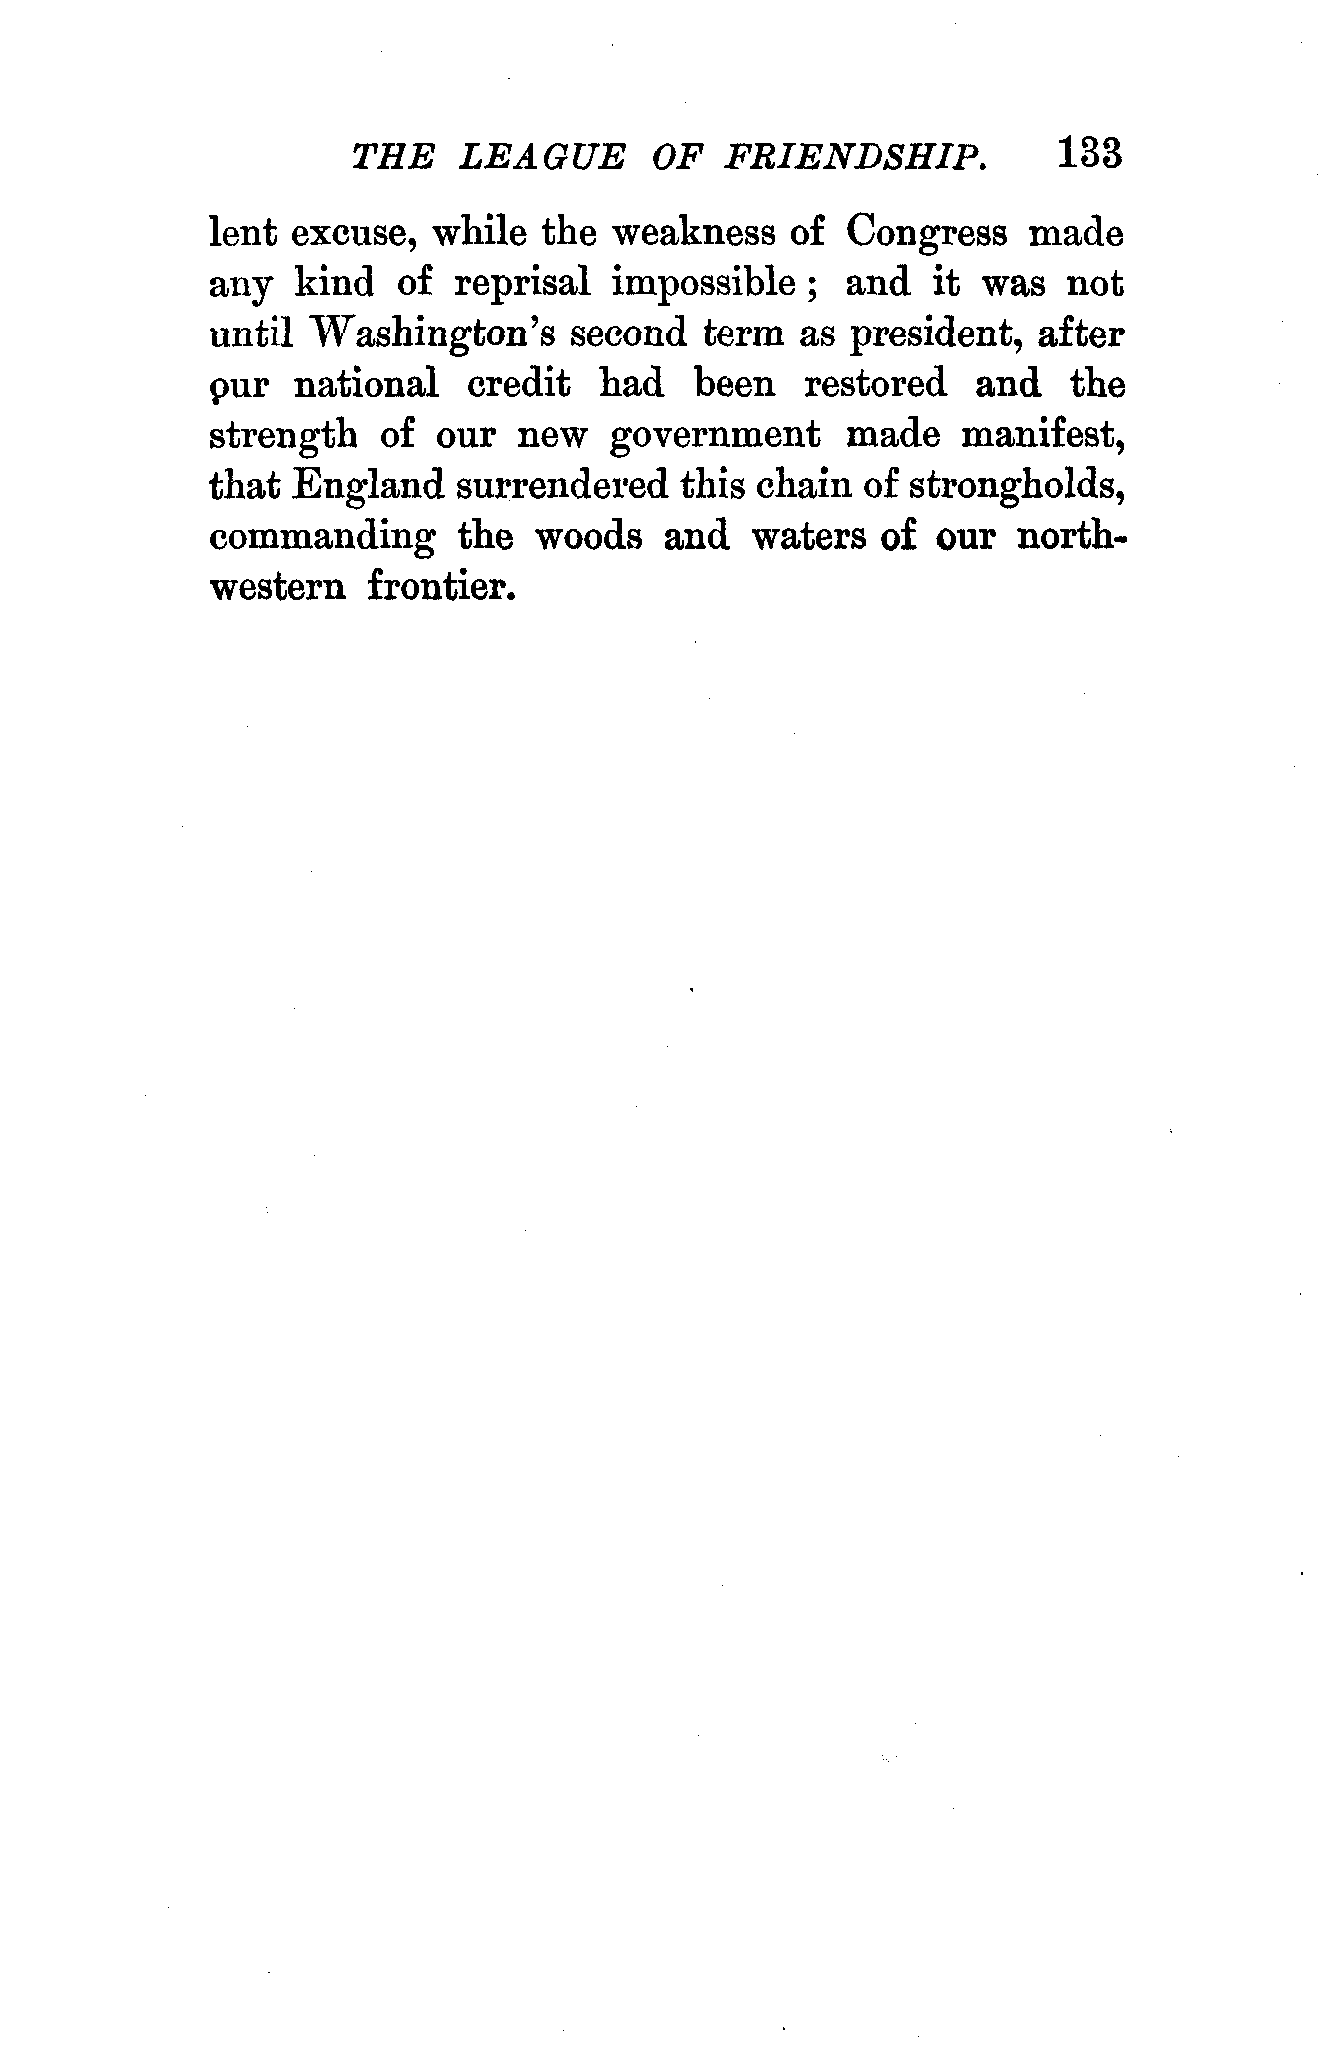 THE LEAGUE OF FRIENDSHIP. 133
lent excuse, while the weakness of Congress made
any kind of reprisal impossible ; and it was not
until Washington's second term as president, after
our national credit had been restored and the
strength of our new government made manifest,
that England surrendered this chain of strongholds,
commanding the woods and waters of our north-
western frontier.